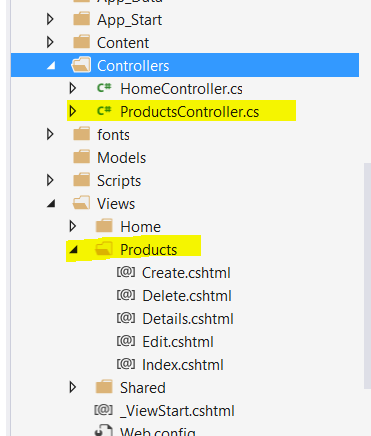 App_Data
App_Start
Content
Controllers
C# HomeController.cs
C# ProductsController.cs
fonts
Models
Scripts
Views
Home
Products
[@] Create.cshtml
[@] Delete.cshtml
[@] Details.cshtml
[@] Edit.cshtml
[@] Index.cshtml
Shared
[@] _ViewStart.cshtml
Web.config